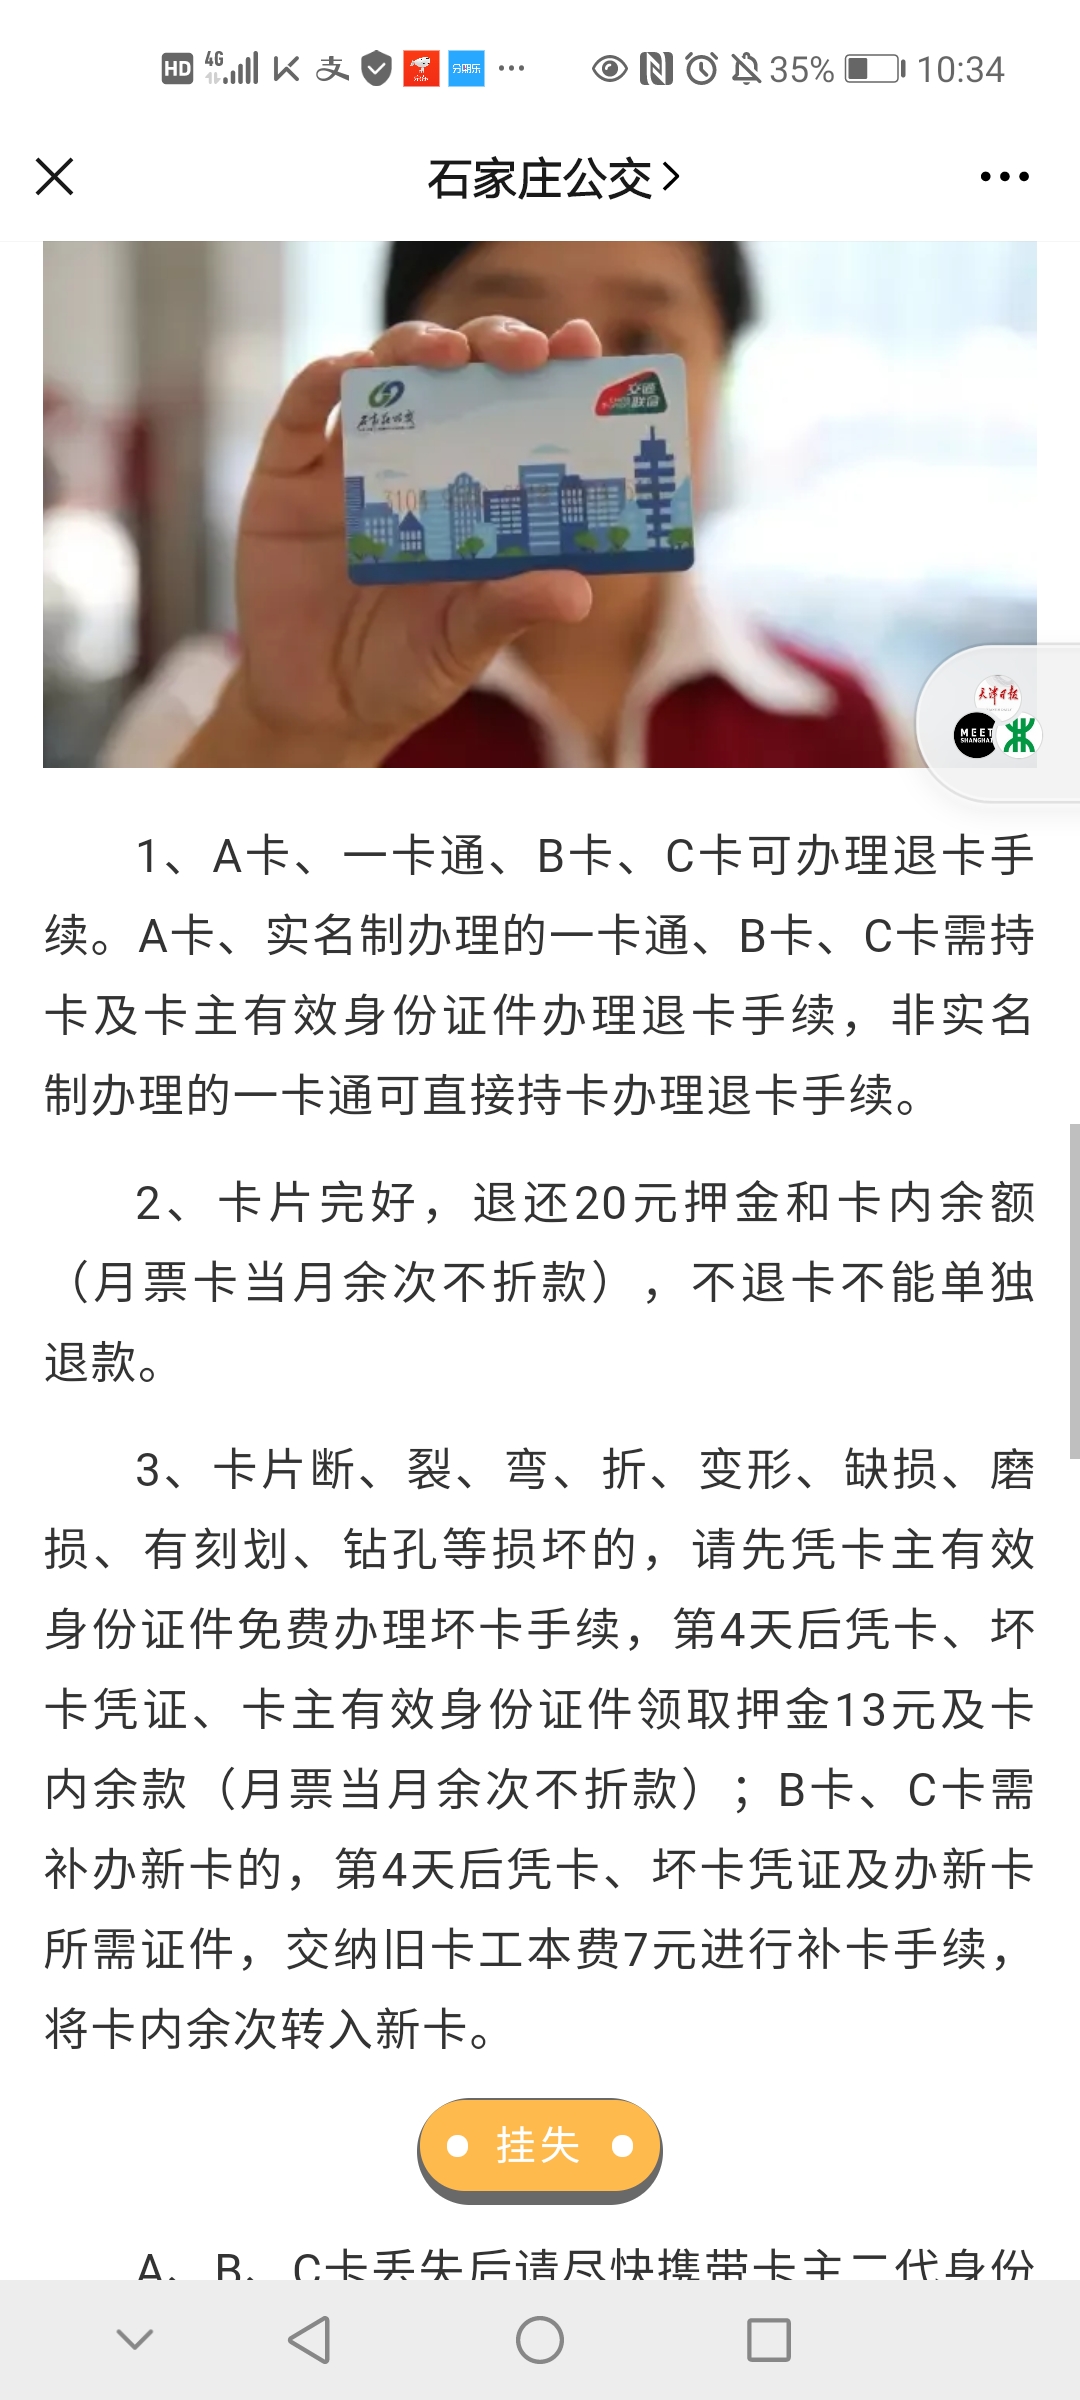 HD 4G 支 京东 分期乐 ··· 35% 10:34
石家庄公交
交通
联合
天津日报
MEET
SHANGHAI
1、A卡、一卡通、B卡、C卡可办理退卡手
续。A卡、实名制办理的一卡通、B卡、C卡需持
卡及卡主有效身份证件办理退卡手续，非实名
制办理的一卡通可直接持卡办理退卡手续。
2、卡片完好，退还20元押金和卡内余额
（月票卡当月余次不折款），不退卡不能单独
退款。
3、卡片断、裂、弯、折、变形、缺损、磨
损、有刻划、钻孔等损坏的，请先凭卡主有效
身份证件免费办理坏卡手续，第4天后凭卡、坏
卡凭证、卡主有效身份证件领取押金13元及卡
内余款（月票当月余次不折款）；B卡、C卡需
补办新卡的，第4天后凭卡、坏卡凭证及办新卡
所需证件，交纳旧卡工本费7元进行补卡手续，
将卡内余次转入新卡。
挂失
A、B、C卡丢失后请尽快携带卡主二代身份